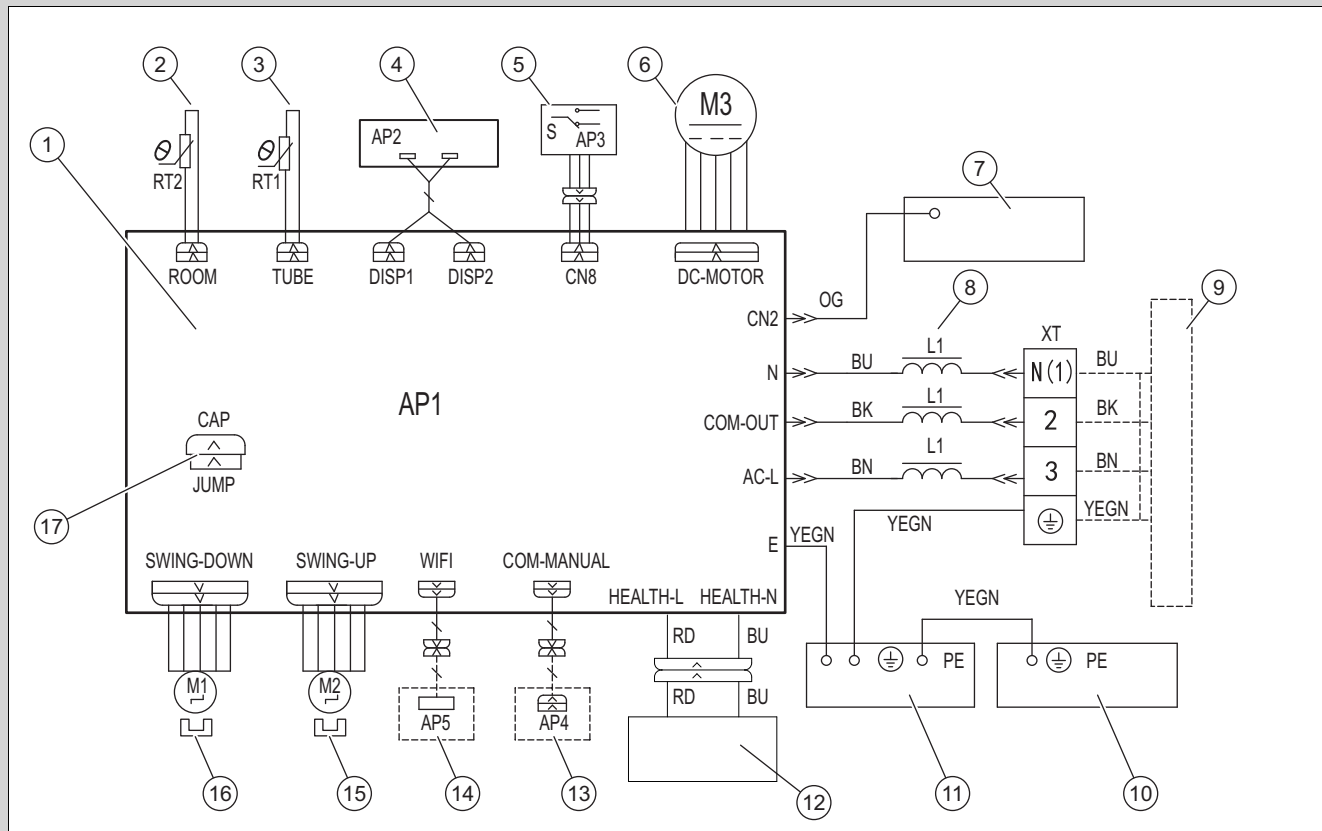 2
3
4
5
6
M3
AP2
S
AP3
1
RT2
RT1
7
ROOM
TUBE
DISP1
DISP2
CN8
DC-MOTOR
OG
8
9
CN2
XT
BU
L1
N
N(1)
BU
AP1
BK
L1
COM-OUT
2
BK
CAP
BN
L1
AC-L
3
BN
JUMP
YEGN
YEGN
17
YEGN
E
SWING-DOWN
SWING-UP
WIFI
COM-MANUAL
HEALTH-L
HEALTH-N
YEGN
RD
BU
PE
PE
M1
M2
RD
BU
AP5
AP4
16
15
14
13
12
11
10